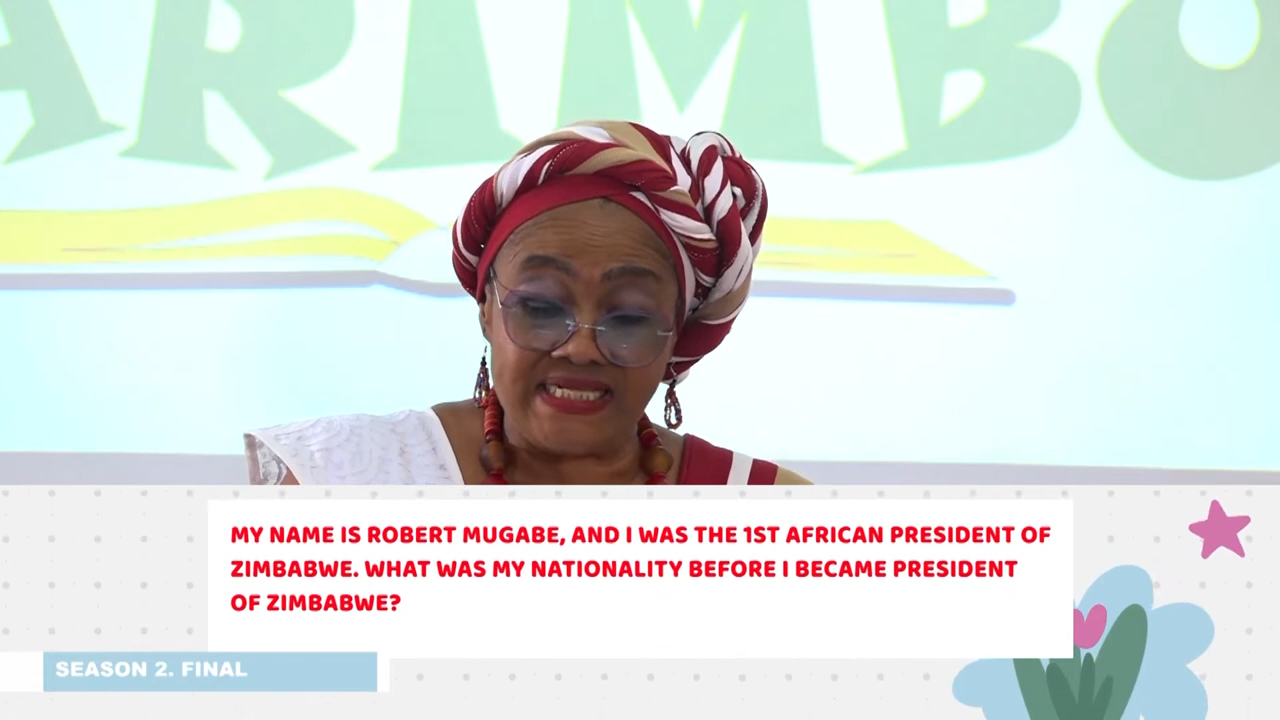 ARIMBO
MY NAME IS ROBERT MUGABE, AND I WAS THE 1ST AFRICAN PRESIDENT OF
ZIMBABWE. WHAT WAS MY NATIONALITY BEFORE I BECAME PRESIDENT
OF ZIMBABWE?
SEASON 2. FINAL